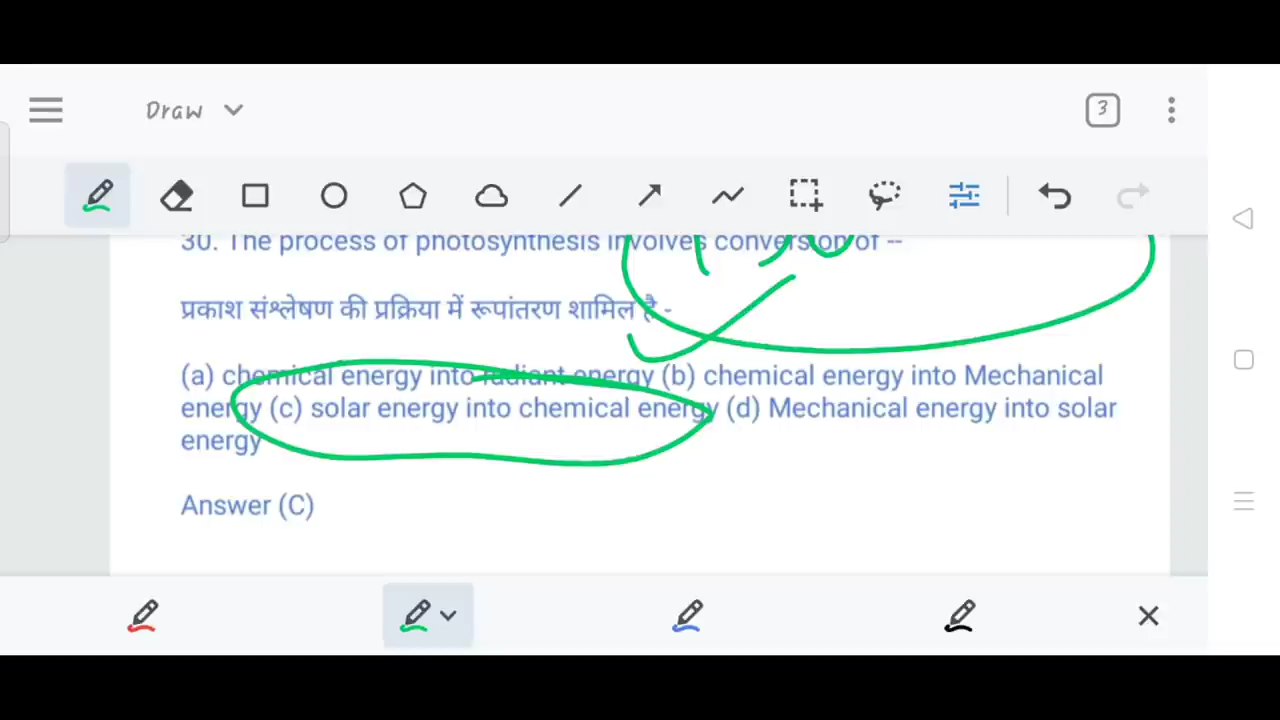 Draw
3
30. The process of photosynthesis involves conversion of --
प्रकाश संश्लेषण की प्रक्रिया में रूपांतरण शामिल है -
(a) chemical energy into radiant energy (b) chemical energy into Mechanical
energy (c) solar energy into chemical energy (d) Mechanical energy into solar
energy
Answer (C)